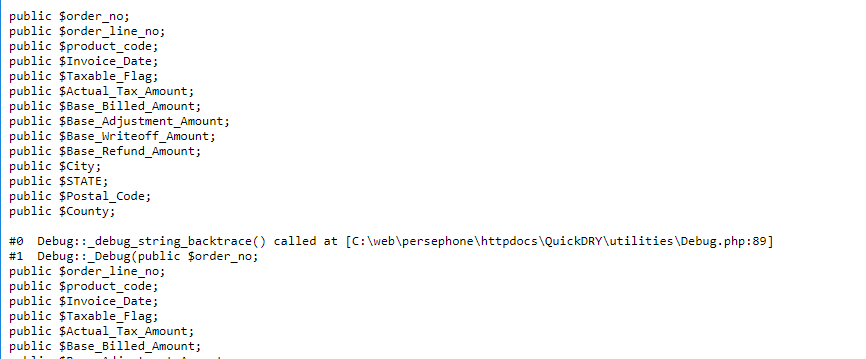 public $order_no;
public $order_line_no;
public $product_code;
public $Invoice_Date;
public $Taxable_Flag;
public $Actual_Tax_Amount;
public $Base_Billed_Amount;
public $Base_Adjustment_Amount;
public $Base_Writeoff_Amount;
public $Base_Refund_Amount;
public $City;
public $STATE;
public $Postal_Code;
public $County;
#0  Debug::_debug_string_backtrace() called at [C:\web\persephone\httpdocs\QuickDRY\utilities\Debug.php:89]
#1  Debug::_Debug(public $order_no;
public $order_line_no;
public $product_code;
public $Invoice_Date;
public $Taxable_Flag;
public $Actual_Tax_Amount;
public $Base_Billed_Amount;